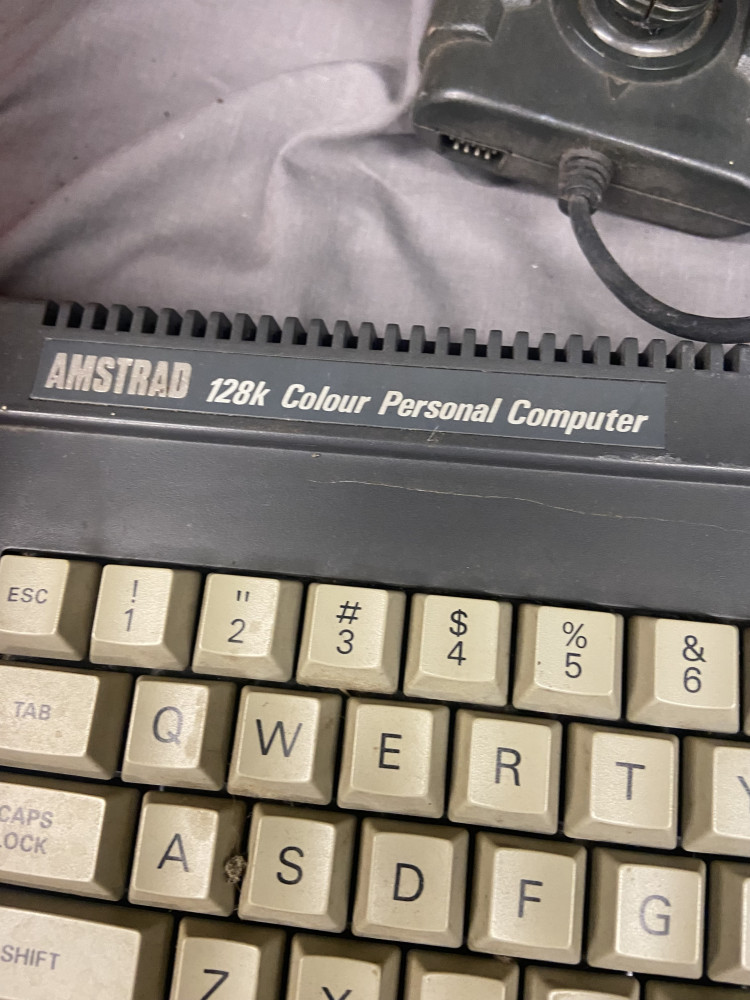 AMSTRAD 128k Colour Personal Computer
ESC ! 1 " 2 # 3 $ 4 % 5 & 6
TAB Q W E R T Y
CAPS LOCK A S D F G
SHIFT Z X